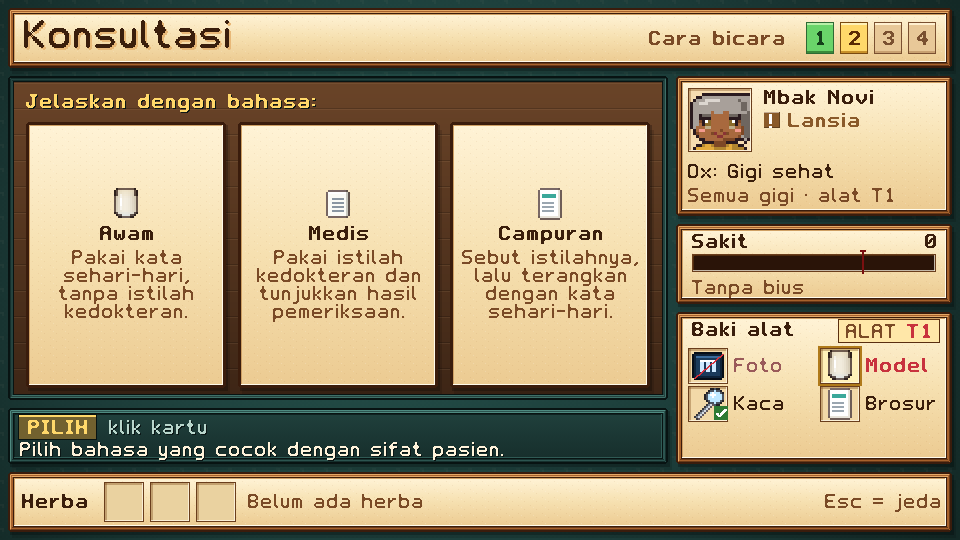 Konsultasi
Cara bicara 1 2 3 4
Jelaskan dengan bahasa:
Awam
Pakai kata
sehari-hari,
tanpa istilah
kedokteran.
Medis
Pakai istilah
kedokteran dan
tunjukkan hasil
pemeriksaan.
Campuran
Sebut istilahnya,
lalu terangkan
dengan kata
sehari-hari.
PILIH klik kartu
Pilih bahasa yang cocok dengan sifat pasien.
Mbak Novi
Lansia
Dx: Gigi sehat
Semua gigi · alat T1
Sakit 0
Tanpa bius
Baki alat ALAT T1
Foto Model
Kaca Brosur
Herba Belum ada herba Esc = jeda